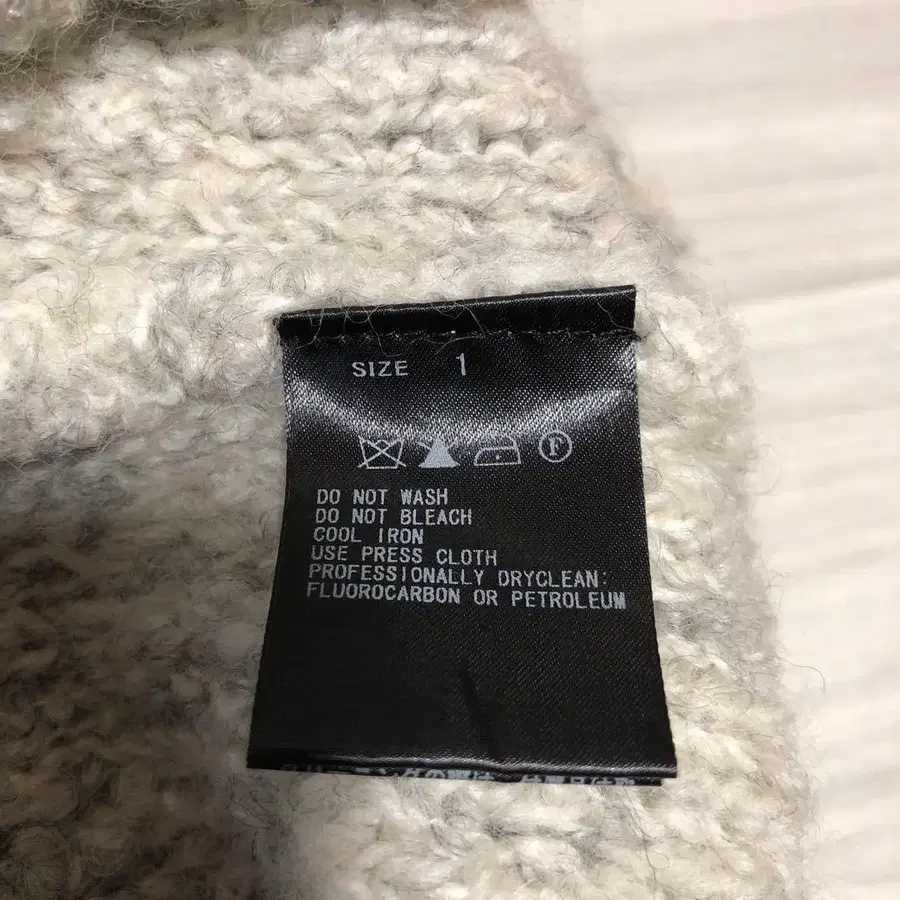 SIZE 1
F
DO NOT WASH
DO NOT BLEACH
COOL IRON
USE PRESS CLOTH
PROFESSIONALLY DRYCLEAN:
FLUOROCARBON OR PETROLEUM